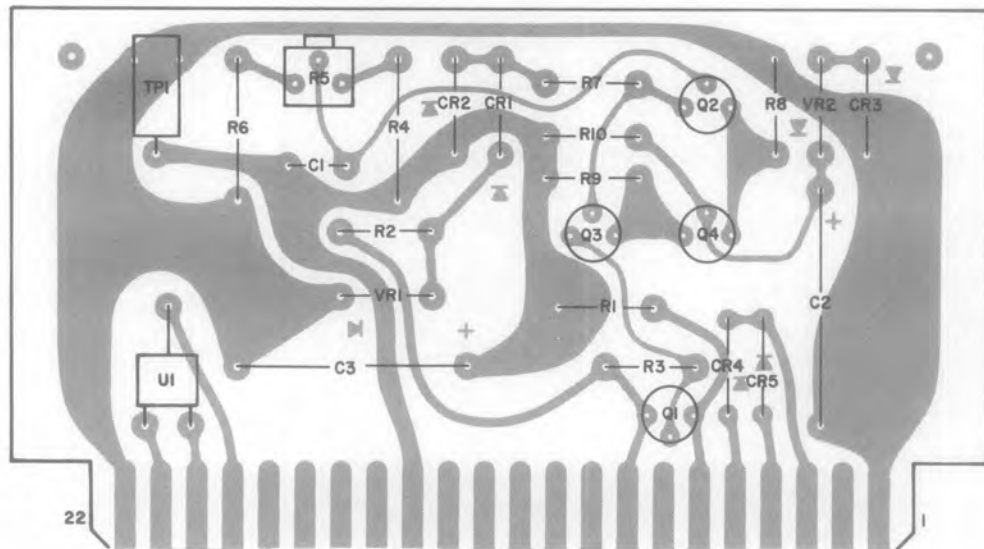 TP1
R5
R6
R4
CR2
CR1
R7
Q2
R8
VR2
CR3
R10
C1
R9
R2
Q3
Q4
VR1
+
R1
+
C2
U1
C3
R3
CR4
CR5
Q1
22
1